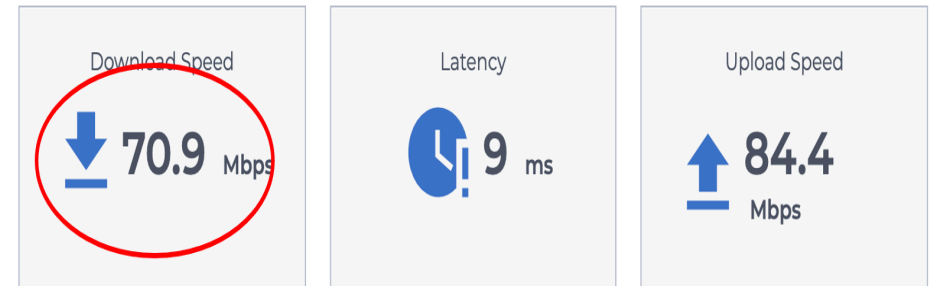 Download Speed
70.9 Mbps
Latency
9 ms
Upload Speed
84.4
Mbps